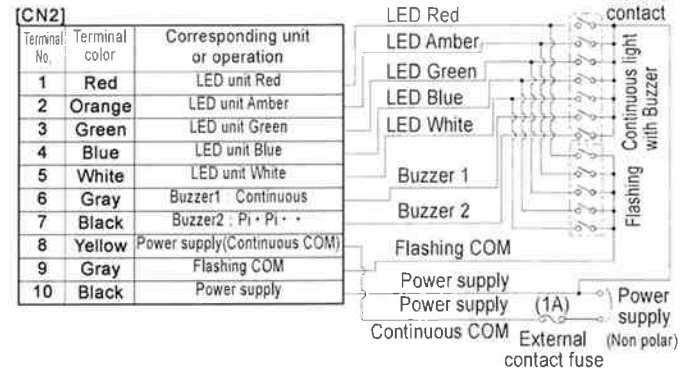 [CN2]
Terminal No. Terminal color Corresponding unit or operation
1 Red LED unit Red
2 Orange LED unit Amber
3 Green LED unit Green
4 Blue LED unit Blue
5 White LED unit White
6 Gray Buzzer1 : Continuous
7 Black Buzzer2 : Pi・Pi・・
8 Yellow Power supply(Continuous COM)
9 Gray Flashing COM
10 Black Power supply
LED Red
LED Amber
LED Green
LED Blue
LED White
Buzzer 1
Buzzer 2
Flashing COM
Power supply
Power supply
Continuous COM
(1A)
External
contact fuse
contact
Continuous light
with Buzzer
Flashing
Power
supply
(Non polar)